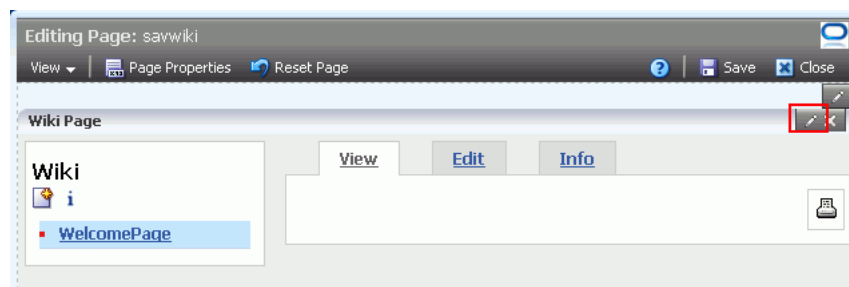 Editing Page: savwiki
View Page Properties Reset Page Save Close
Wiki Page
Wiki
View Edit Info
WelcomePage